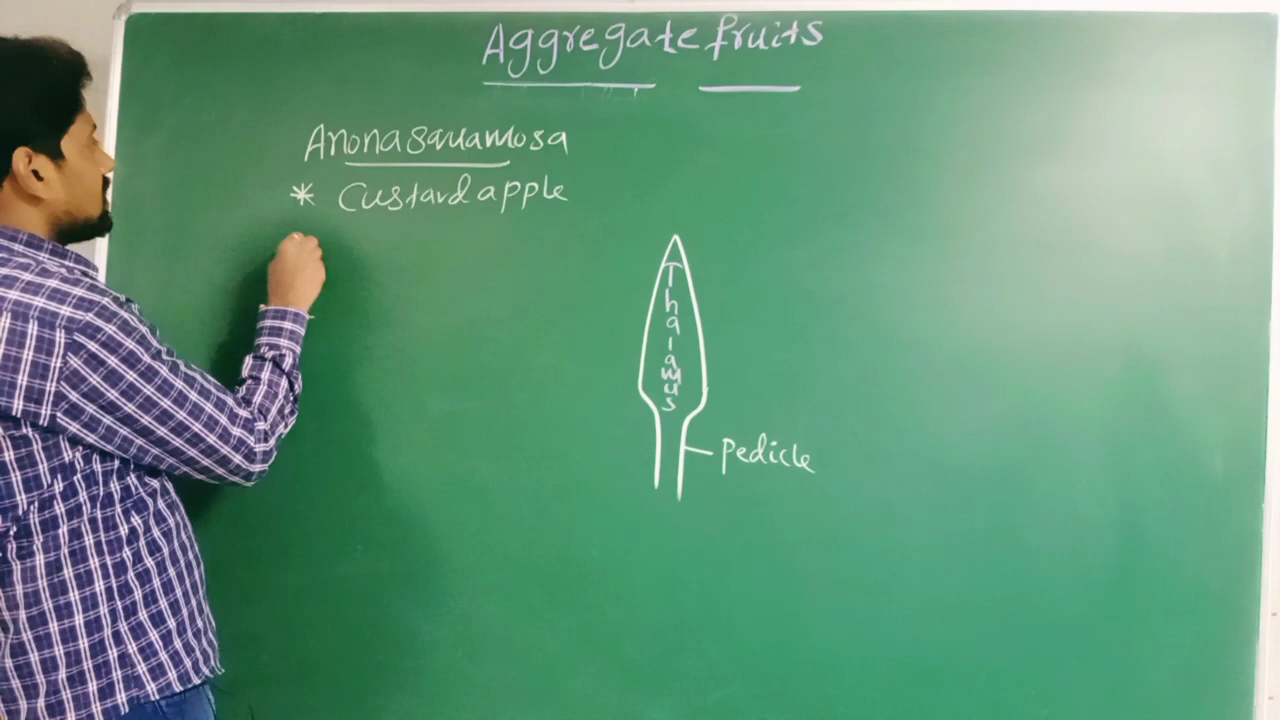 Aggregate fruits
Anona squamosa
* Custard apple
Thalamus
Pedicle